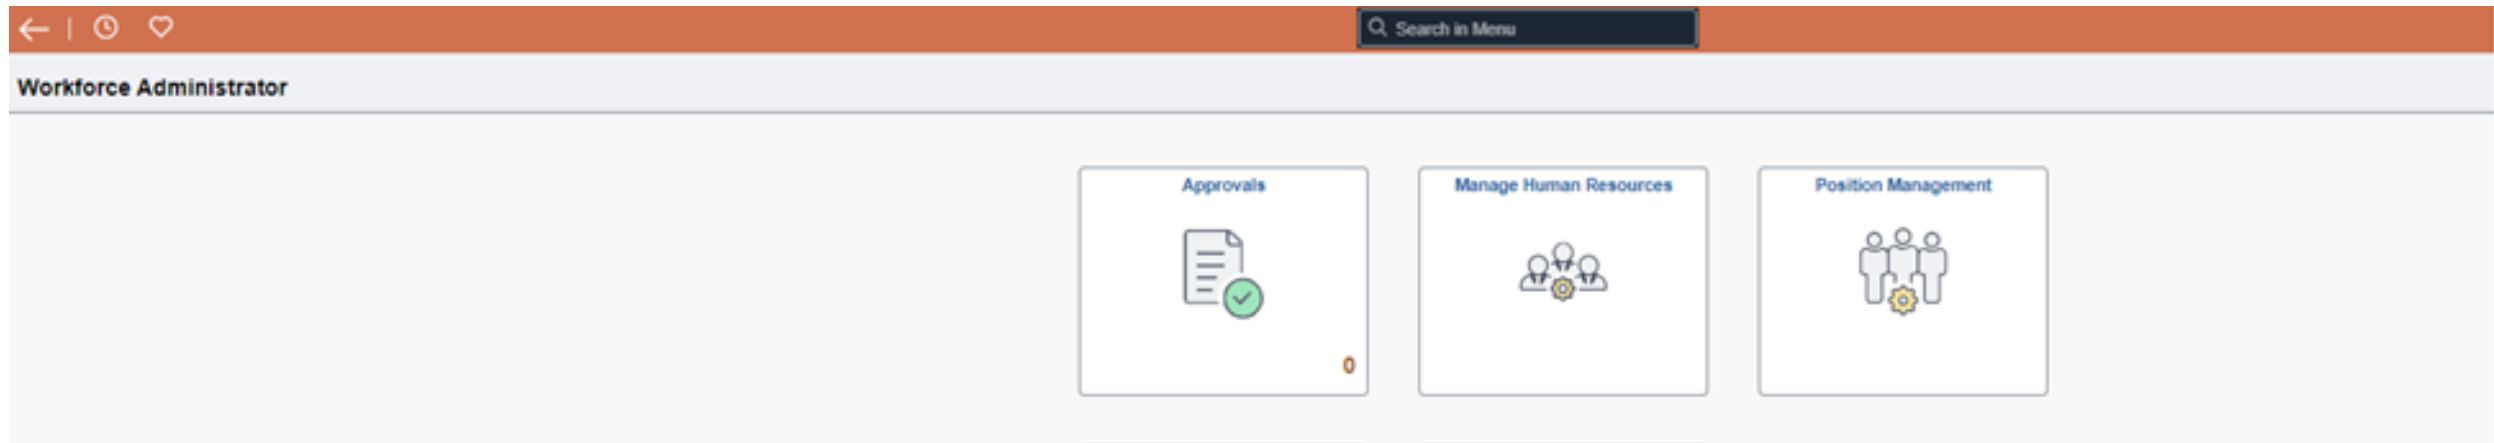 Search in Menu
Workforce Administrator
Approvals
Manage Human Resources
Position Management
0